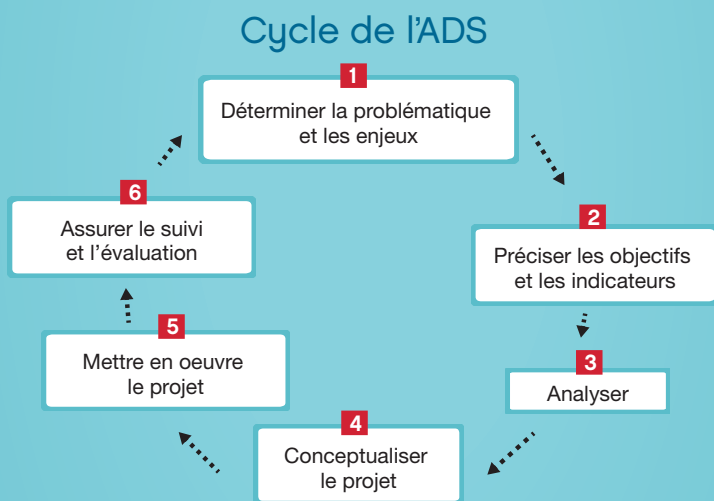 Cycle de l'ADS
1
Déterminer la problématique
et les enjeux
2
Préciser les objectifs
et les indicateurs
3
Analyser
4
Conceptualiser
le projet
5
Mettre en oeuvre
le projet
6
Assurer le suivi
et l'évaluation